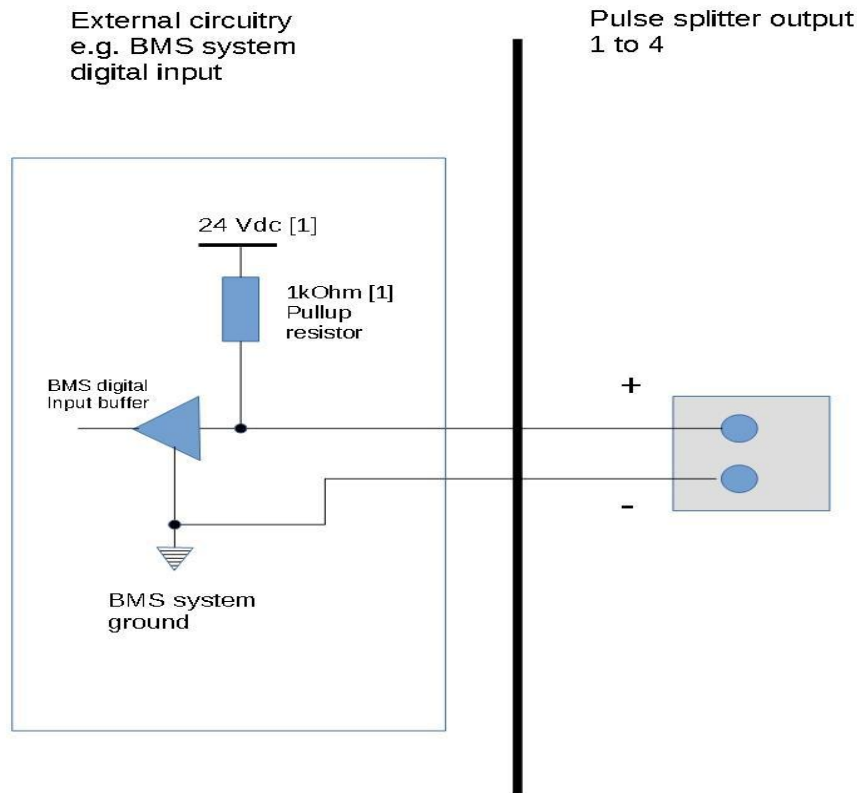 External circuitry
e.g. BMS system
digital input
Pulse splitter output
1 to 4
24 Vdc [1]
1kOhm [1]
Pullup
resistor
BMS digital
Input buffer
+
-
BMS system
ground